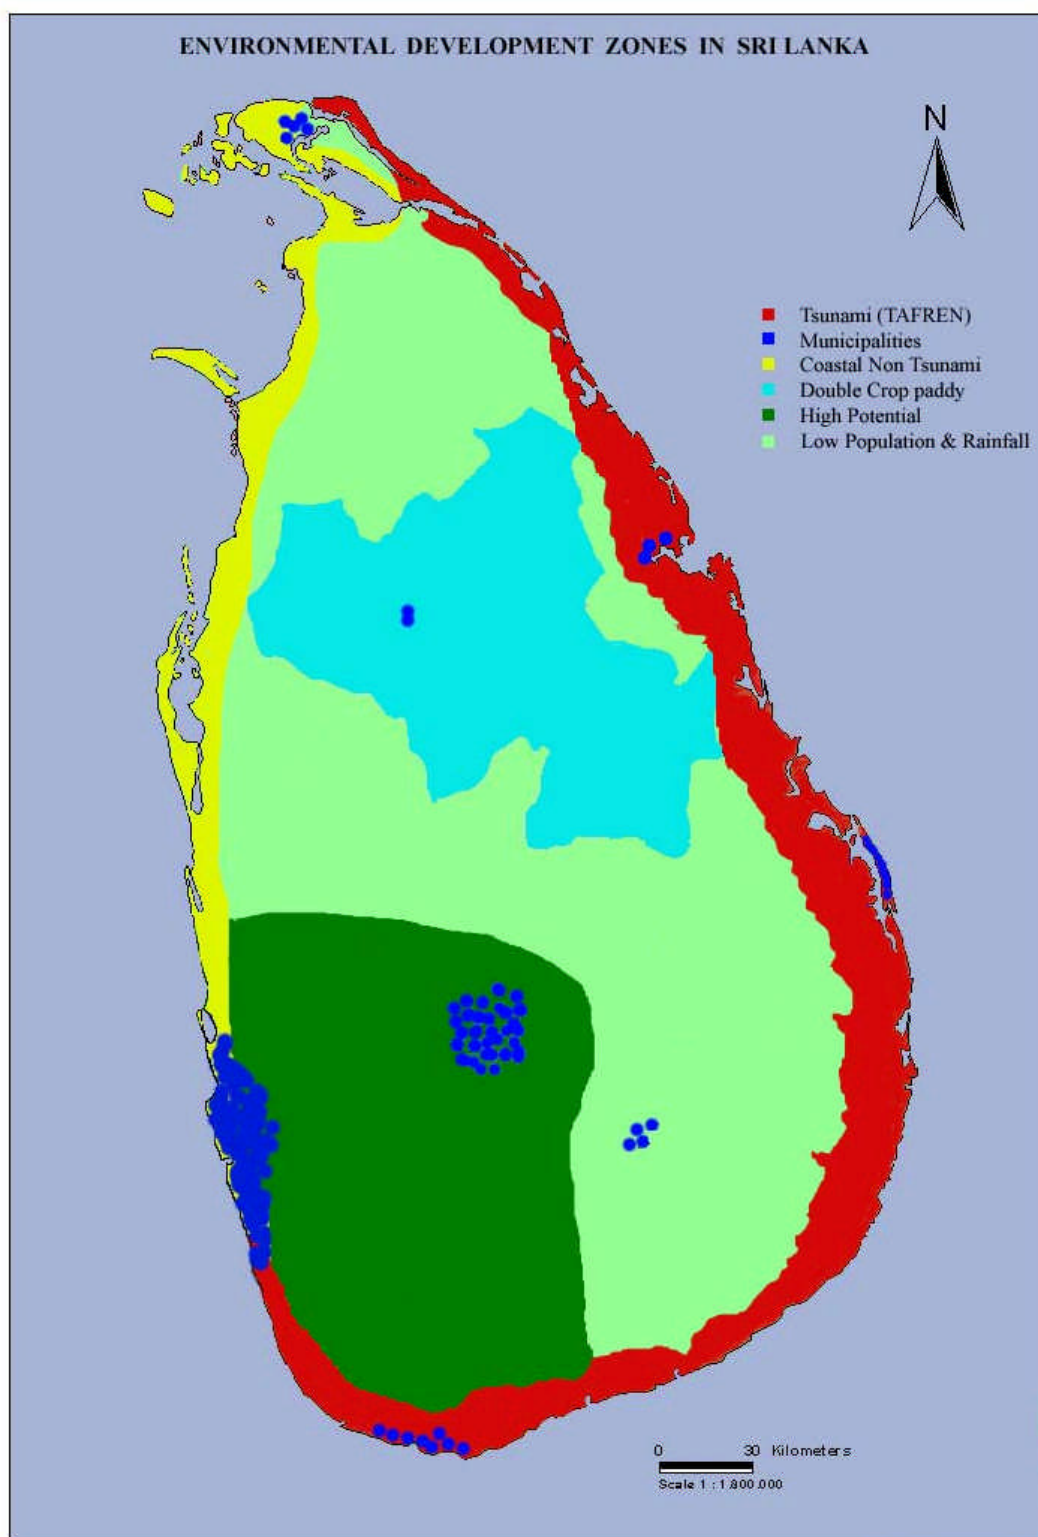 ENVIRONMENTAL DEVELOPMENT ZONES IN SRI LANKA
N
Tsunami (TAFREN)
Municipalities
Coastal Non Tsunami
Double Crop paddy
High Potential
Low Population & Rainfall
0 30 Kilometers
Scale 1 : 1.800.000